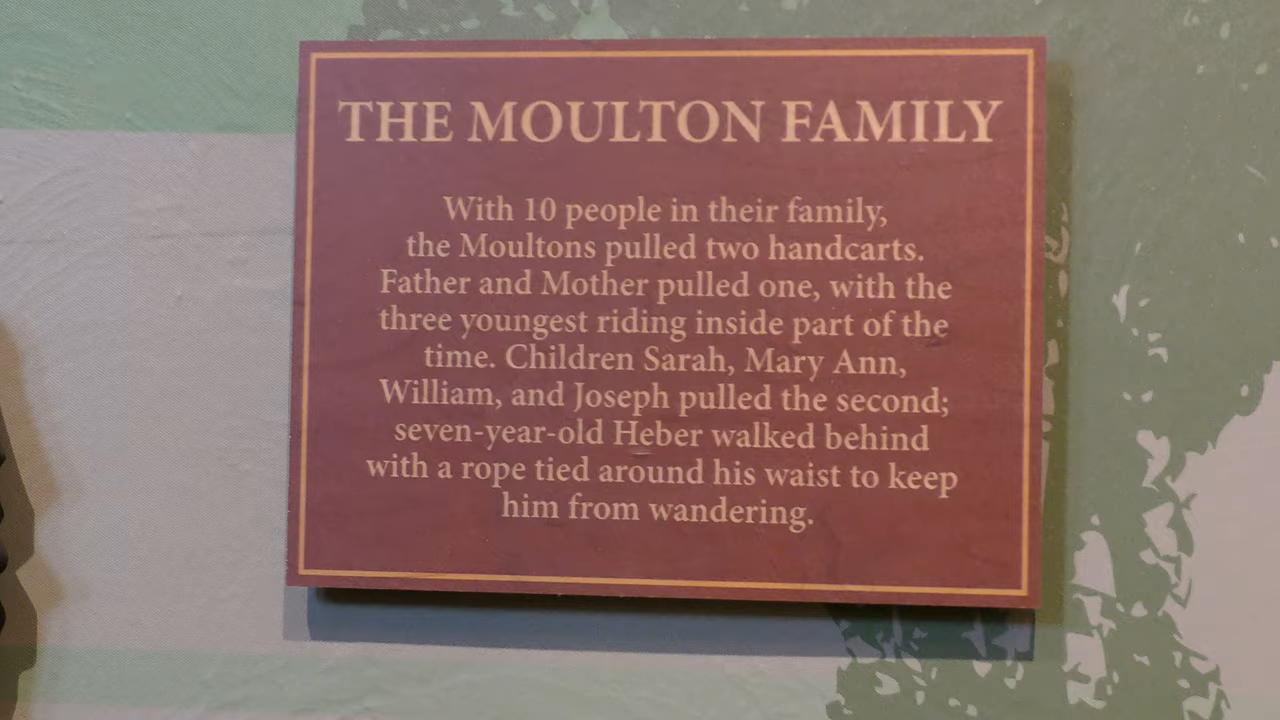 THE MOULTON FAMILY
With 10 people in their family,
the Moultons pulled two handcarts.
Father and Mother pulled one, with the
three youngest riding inside part of the
time. Children Sarah, Mary Ann,
William, and Joseph pulled the second;
seven-year-old Heber walked behind
with a rope tied around his waist to keep
him from wandering.